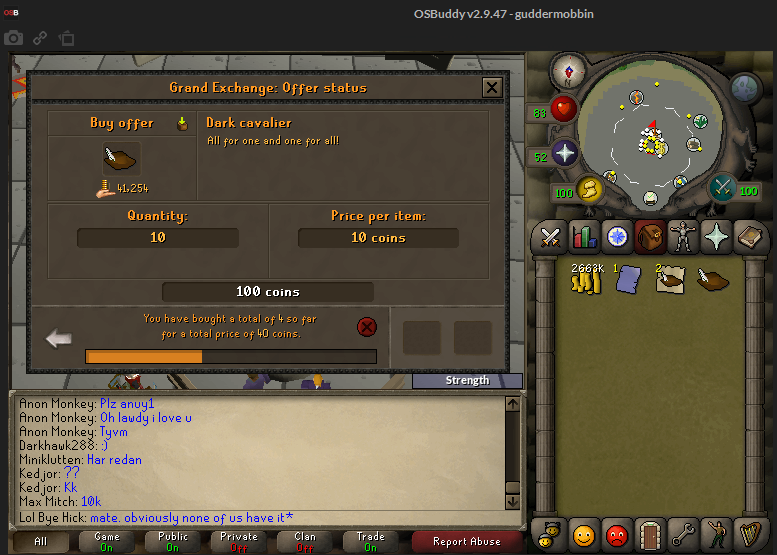 OSB
OSBuddy v2.9.47 - guddermobbin
Grand Exchange: Offer status
Buy offer
Dark cavalier
All for one and one for all!
41,254
Quantity:
Price per item:
10
10 coins
100 coins
You have bought a total of 4 so far
for a total price of 40 coins.
Strength
N
83
52
100
100
2663K
1
2
Anon Monkey: Plz anuy1
Anon Monkey: Oh lawdy i love u
Anon Monkey: Tyvm
Darkhawk288: :)
Miniklutten: Har redan
Kedjor: ??
Kedjor: Kk
Max Mitch: 10k
Lol Bye Hick: mate. obviously none of us have it*
All
Game
On
Public
On
Private
Off
Clan
Off
Trade
On
Report Abuse